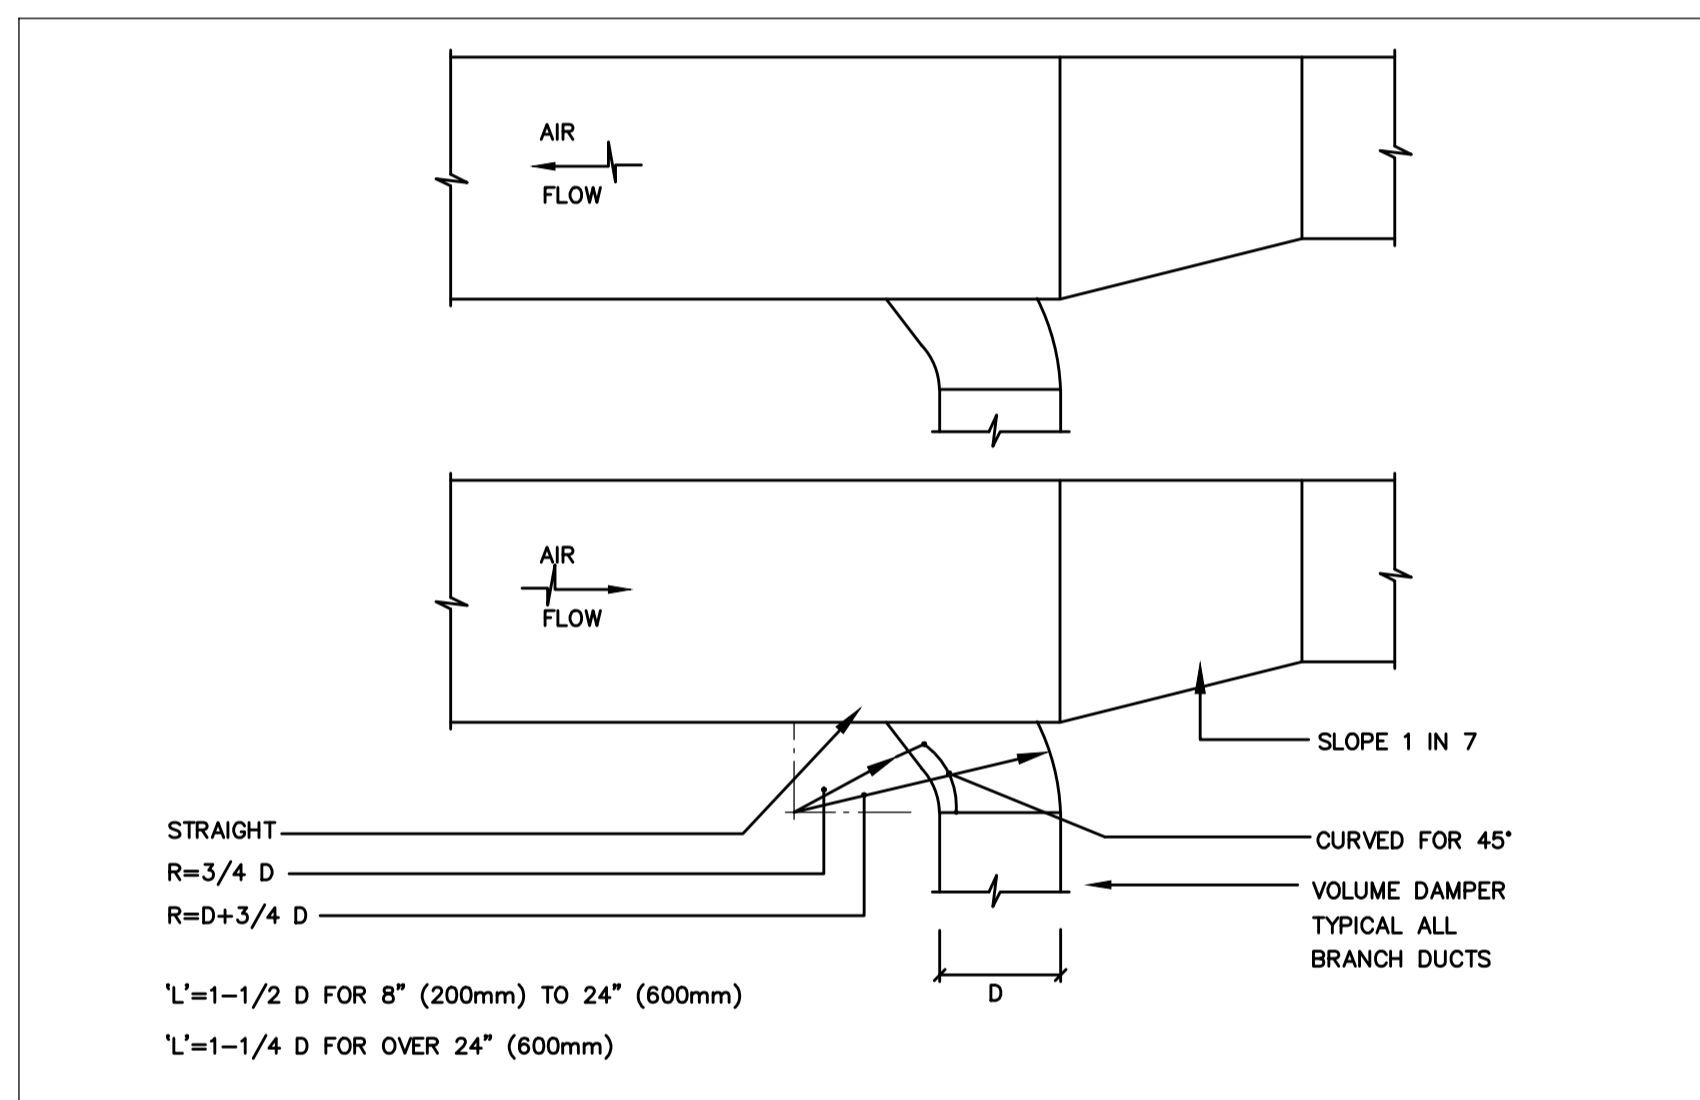 AIR
FLOW
AIR
FLOW
SLOPE 1 IN 7
STRAIGHT
R=3/4 D
R=D+3/4 D
CURVED FOR 45°
VOLUME DAMPER
TYPICAL ALL
BRANCH DUCTS
D
'L'=1-1/2 D FOR 8" (200mm) TO 24" (600mm)
'L'=1-1/4 D FOR OVER 24" (600mm)